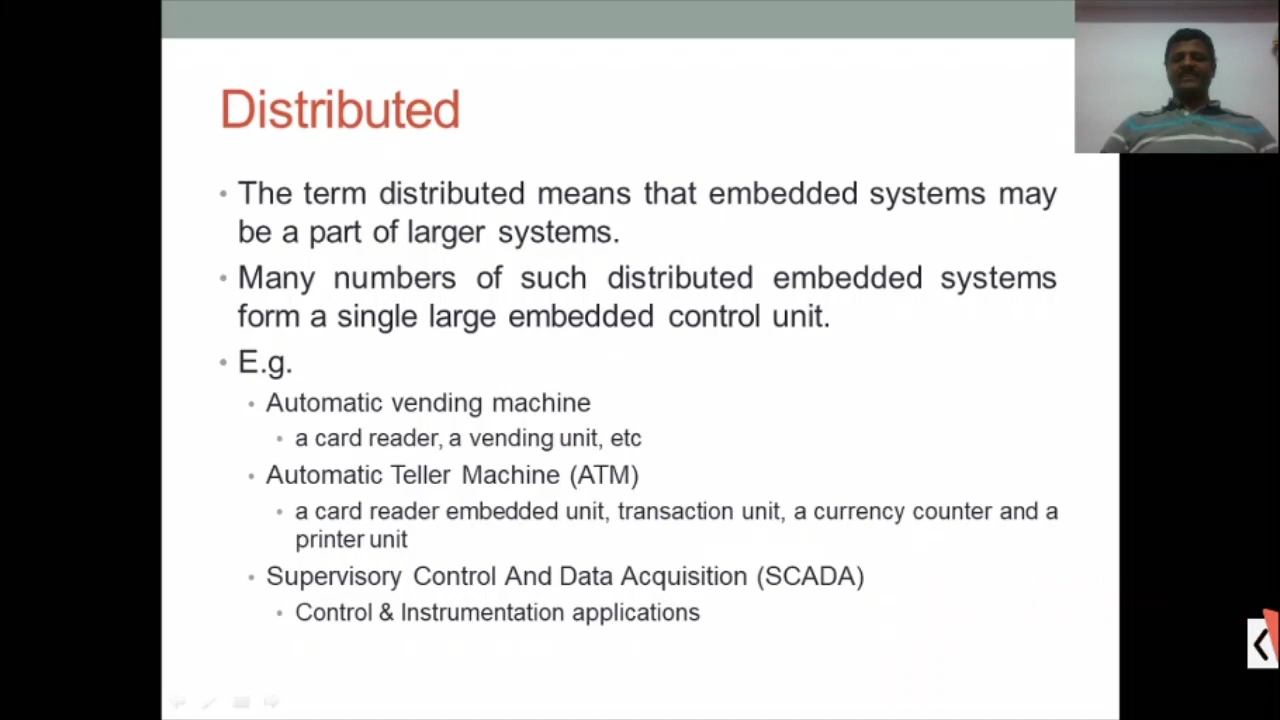 Distributed
• The term distributed means that embedded systems may
be a part of larger systems.
• Many numbers of such distributed embedded systems
form a single large embedded control unit.
• E.g.
• Automatic vending machine
• a card reader, a vending unit, etc
• Automatic Teller Machine (ATM)
• a card reader embedded unit, transaction unit, a currency counter and a
printer unit
• Supervisory Control And Data Acquisition (SCADA)
• Control & Instrumentation applications